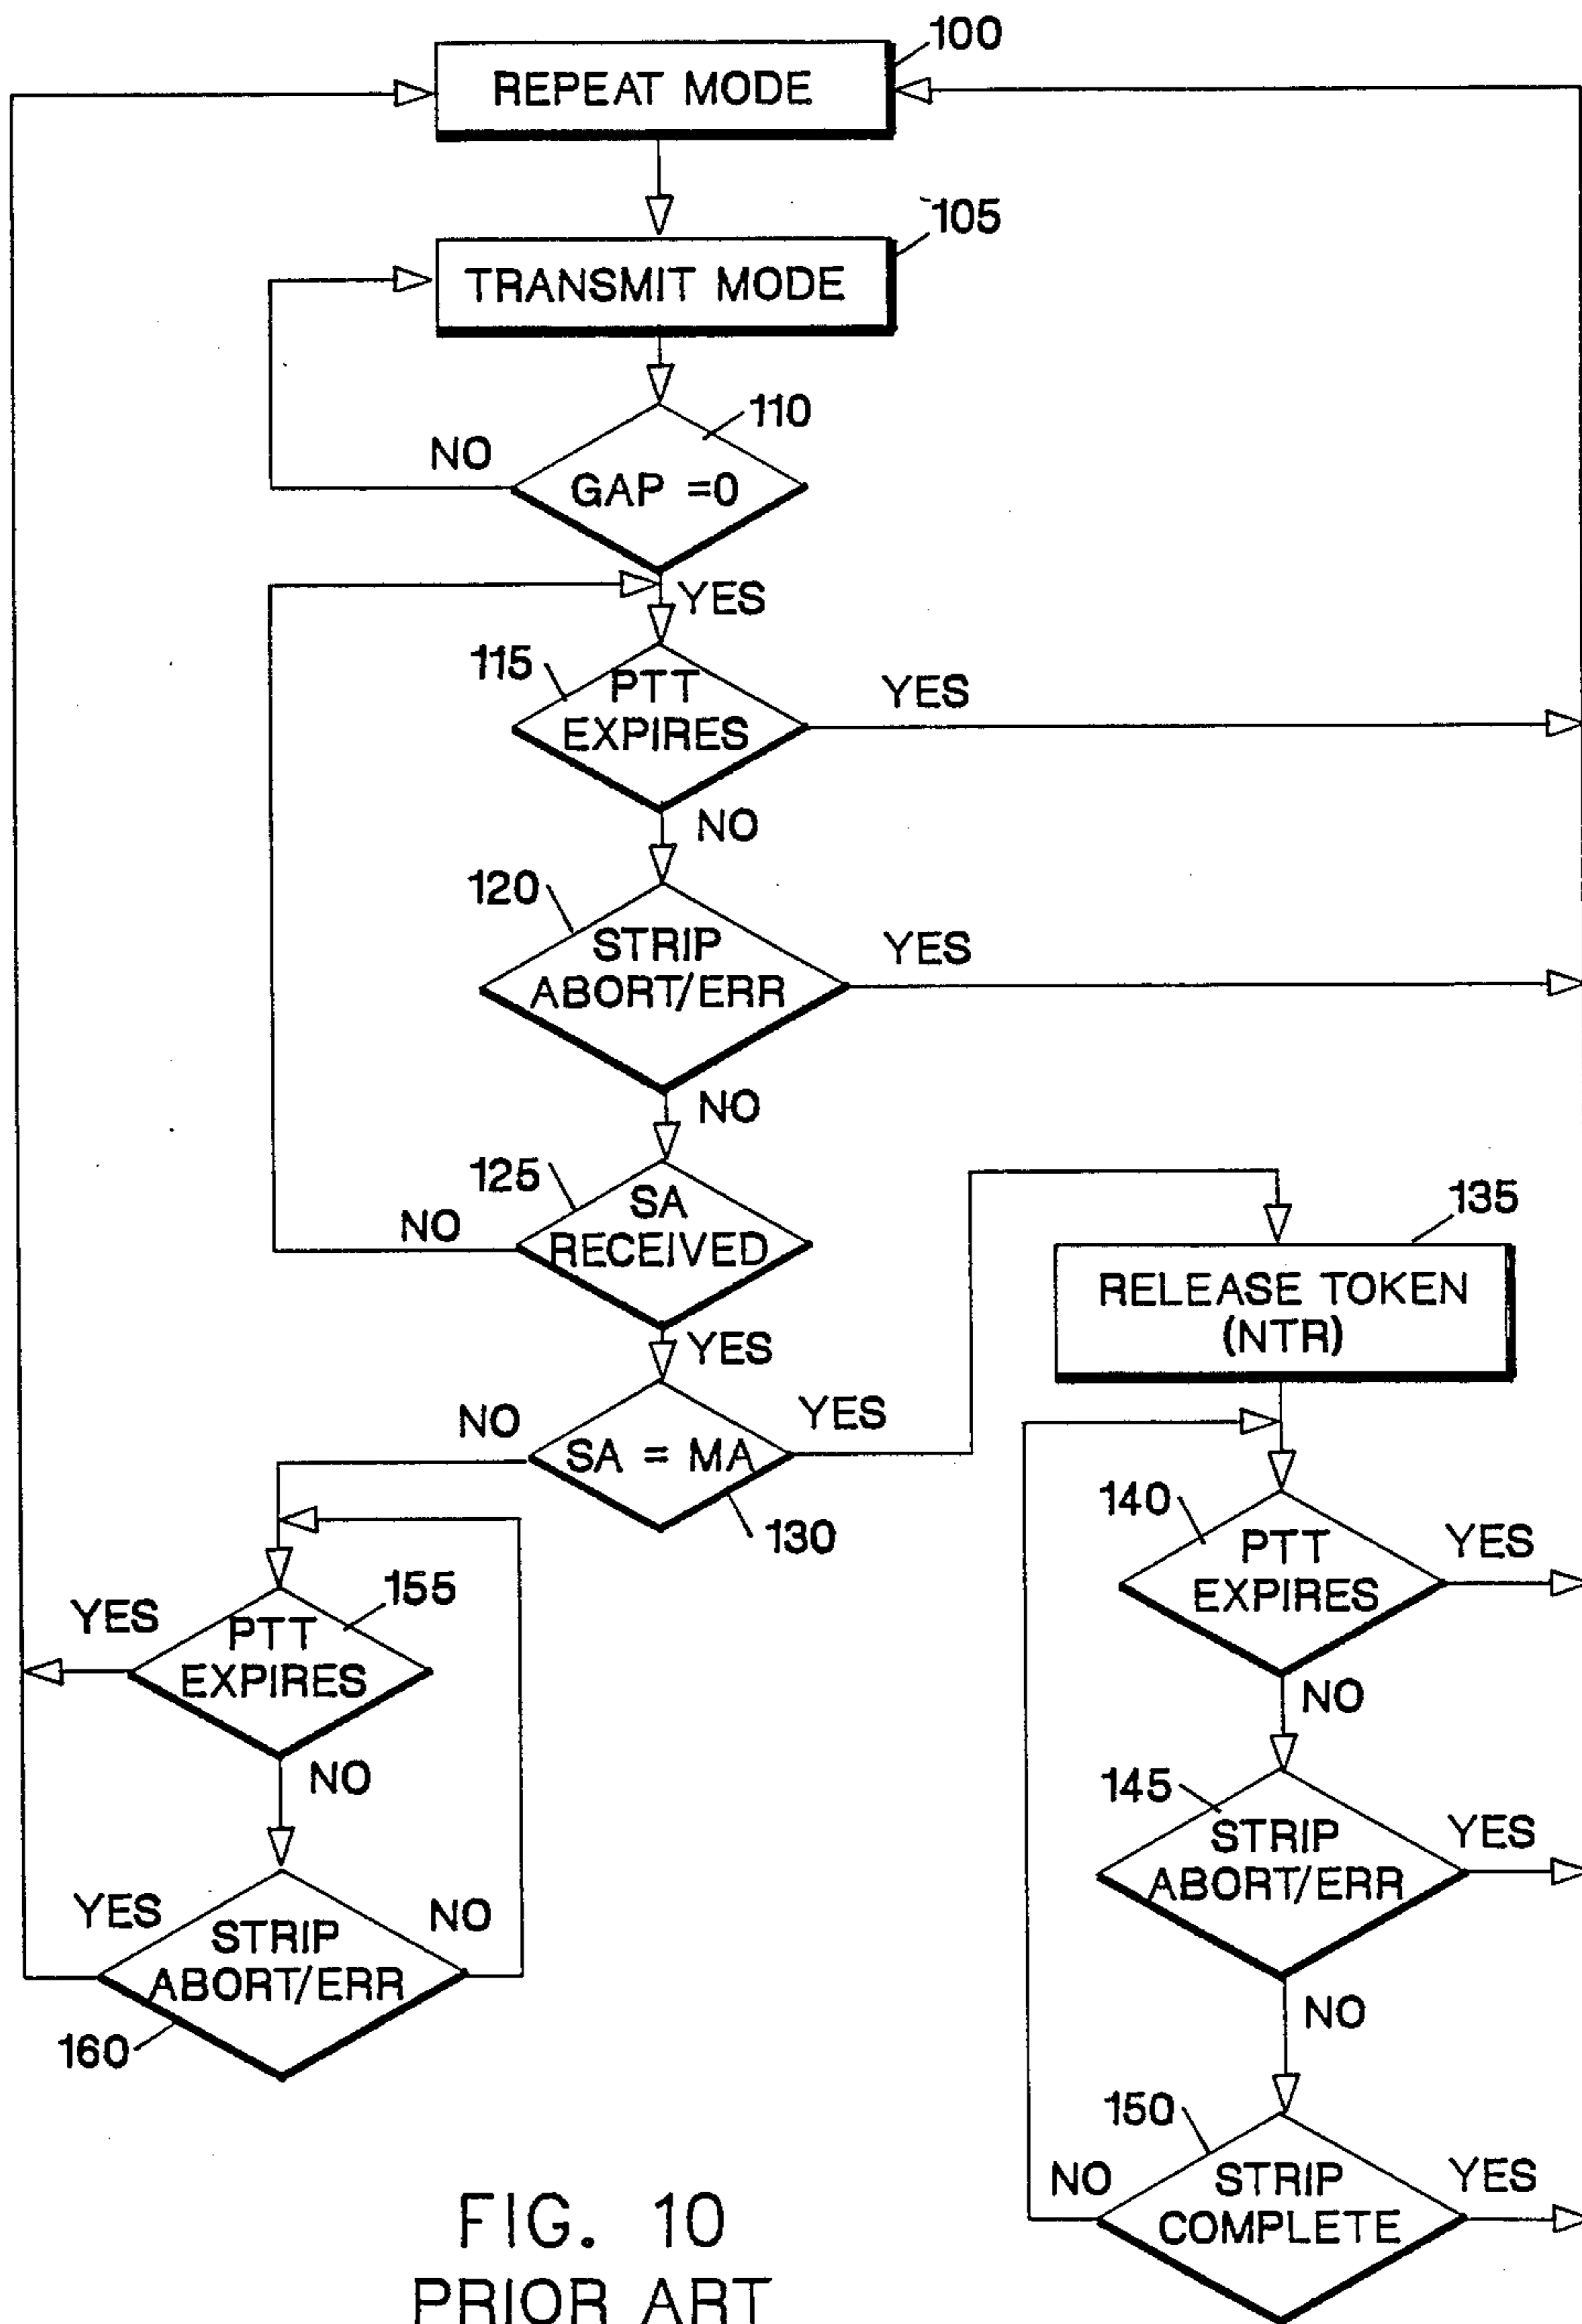 100
REPEAT MODE
105
TRANSMIT MODE
110
NO
GAP =0
YES
115
PTT
EXPIRES
YES
NO
120
STRIP
ABORT/ERR
YES
NO
125
SA
RECEIVED
NO
YES
135
RELEASE TOKEN
(NTR)
NO
SA = MA
YES
130
140
PTT
EXPIRES
YES
NO
155
YES
PTT
EXPIRES
NO
145
STRIP
ABORT/ERR
YES
NO
YES
STRIP
ABORT/ERR
NO
160
150
NO
STRIP
COMPLETE
YES
FIG. 10
PRIOR ART